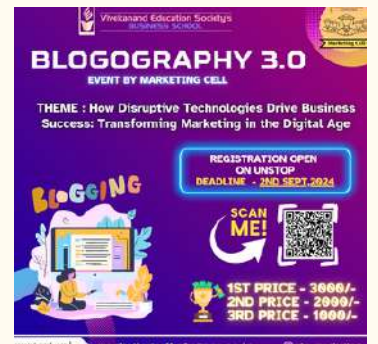 Vivekanand Education Society's
BUSINESS SCHOOL
Marketing Cell
BLOGOGRAPHY 3.0
EVENT BY MARKETING CELL
THEME : How Disruptive Technologies Drive Business
Success: Transforming Marketing in the Digital Age
REGISTRATION OPEN
ON UNSTOP
DEADLINE - 2ND SEPT,2024
BLOGGING
SCAN
ME!
1ST PRICE - 3000/-
2ND PRICE - 2000/-
3RD PRICE - 1000/-